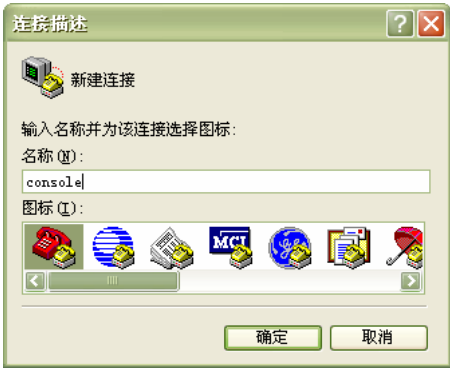 连接描述
新建连接
输入名称并为该连接选择图标:
名称(N):
console
图标(I):
MCI
确定
取消